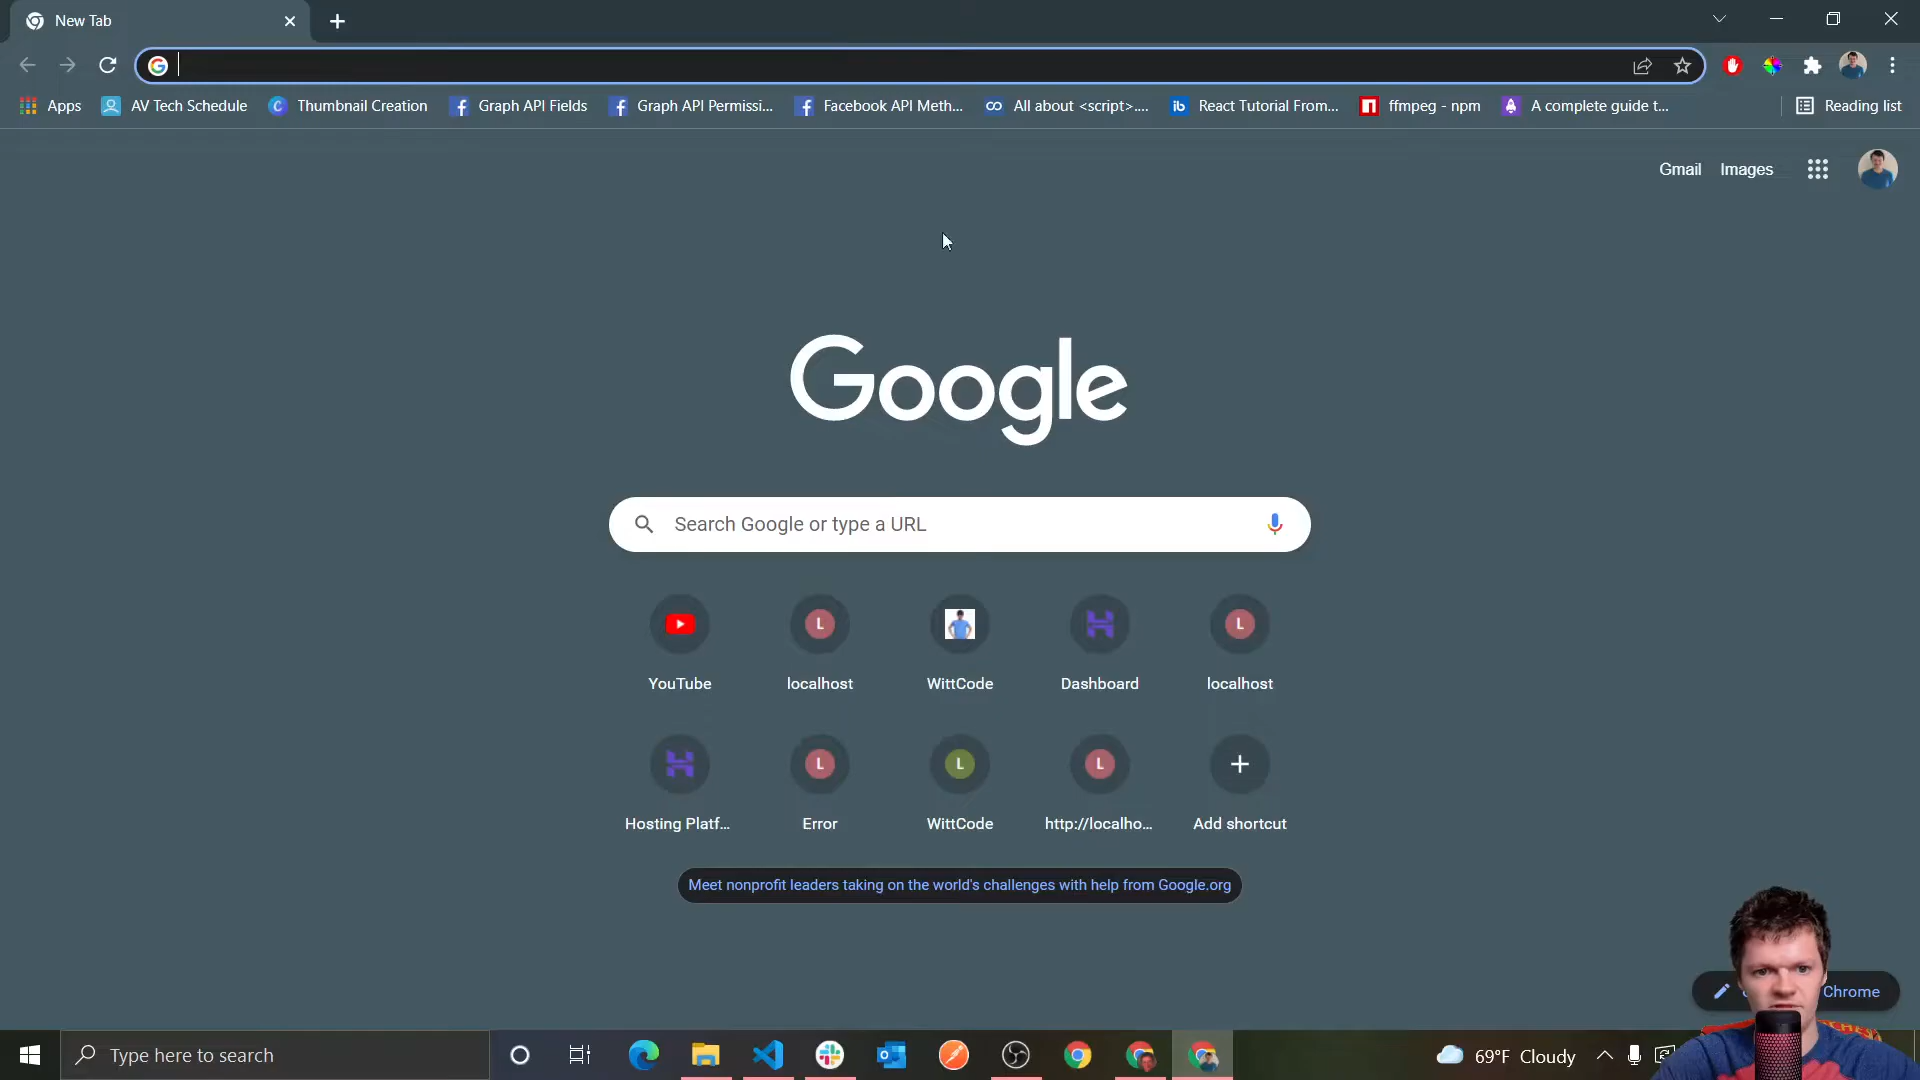 New Tab
Apps
AV Tech Schedule
Thumbnail Creation
Graph API Fields
Graph API Permissi...
Facebook API Meth...
All about <script>....
React Tutorial From...
ffmpeg - npm
A complete guide t...
Reading list
Gmail
Images
Google
Search Google or type a URL
YouTube
L
localhost
WittCode
Dashboard
L
localhost
Hosting Platf...
L
Error
L
WittCode
L
http://localho...
Add shortcut
Meet nonprofit leaders taking on the world's challenges with help from Google.org
Chrome
Type here to search
69°F Cloudy